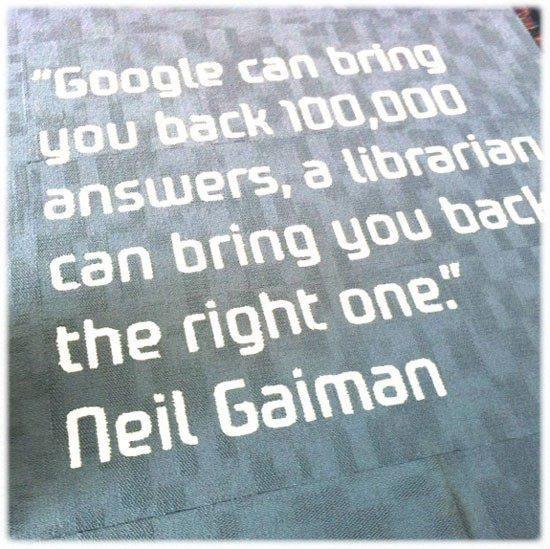 "Google can bring
you back 100,000
answers, a librarian
can bring you back
the right one."
Neil Gaiman